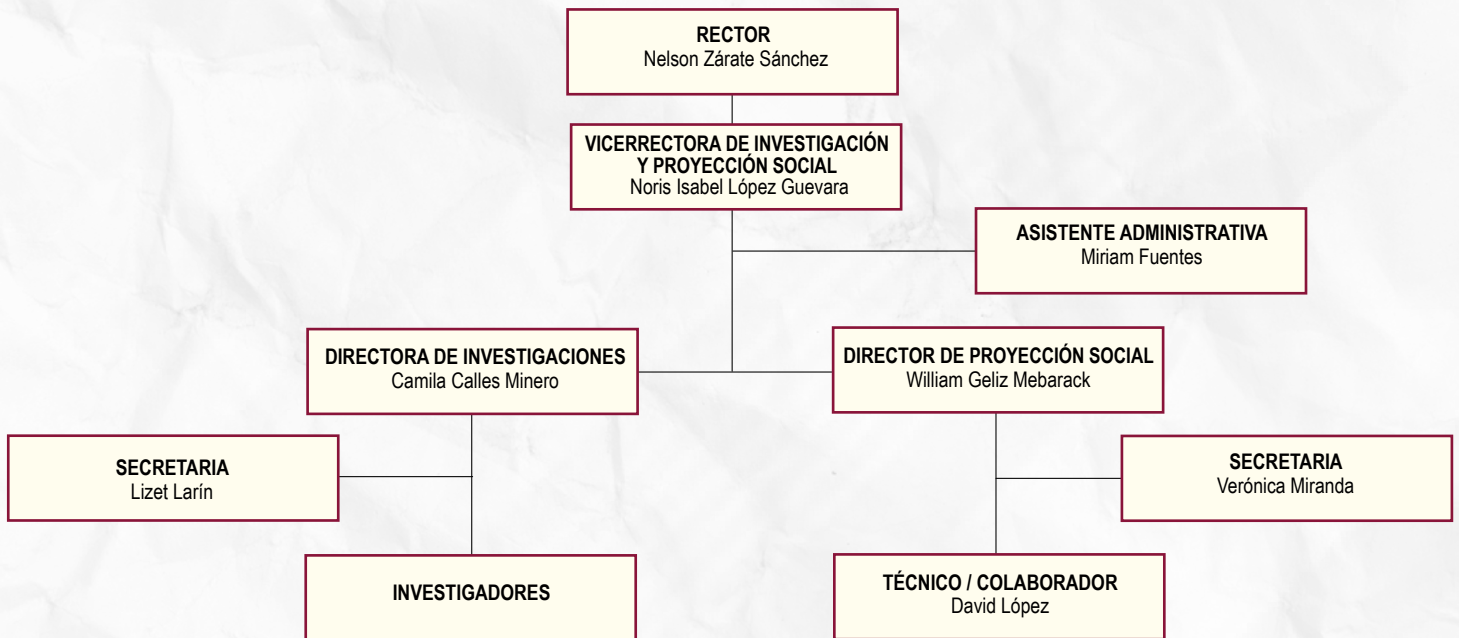 RECTOR
Nelson Zárate Sánchez
VICERRECTORA DE INVESTIGACIÓN
Y PROYECCIÓN SOCIAL
Noris Isabel López Guevara
ASISTENTE ADMINISTRATIVA
Miriam Fuentes
DIRECTORA DE INVESTIGACIONES
Camila Calles Minero
DIRECTOR DE PROYECCIÓN SOCIAL
William Geliz Mebarack
SECRETARIA
Lizet Larín
SECRETARIA
Verónica Miranda
INVESTIGADORES
TÉCNICO / COLABORADOR
David López